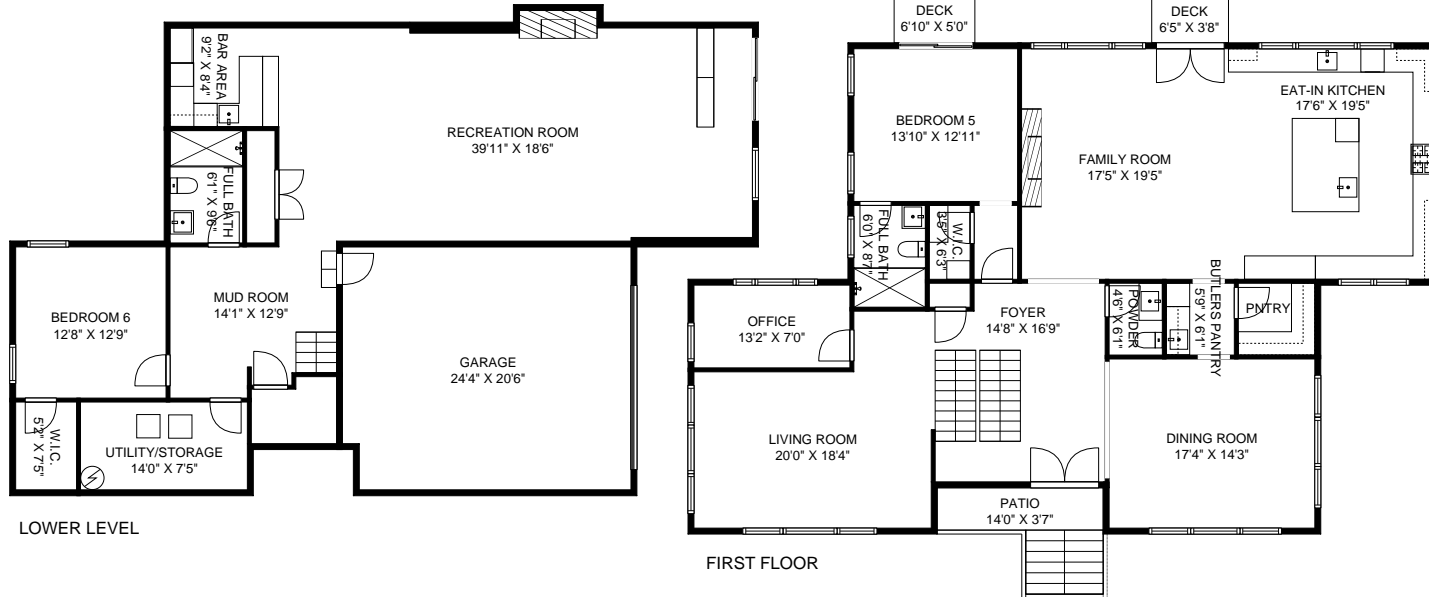 BAR AREA
9'2" X 8'4"
RECREATION ROOM
39'11" X 18'6"
FULL BATH
6'1" X 9'6"
MUD ROOM
14'1" X 12'9"
BEDROOM 6
12'8" X 12'9"
GARAGE
24'4" X 20'6"
W.I.C.
5'2" X 7'5"
UTILITY/STORAGE
14'0" X 7'5"
LOWER LEVEL
DECK
6'10" X 5'0"
DECK
6'5" X 3'8"
BEDROOM 5
13'10" X 12'11"
FAMILY ROOM
17'5" X 19'5"
EAT-IN KITCHEN
17'6" X 19'5"
FULL BATH
6'0" X 8'7"
W.I.C.
3'5" X 6'3"
OFFICE
13'2" X 7'0"
FOYER
14'8" X 16'9"
POWDER
4'6" X 6'1"
BUTLERS PANTRY
5'9" X 6'1"
PNTRY
LIVING ROOM
20'0" X 18'4"
DINING ROOM
17'4" X 14'3"
PATIO
14'0" X 3'7"
FIRST FLOOR